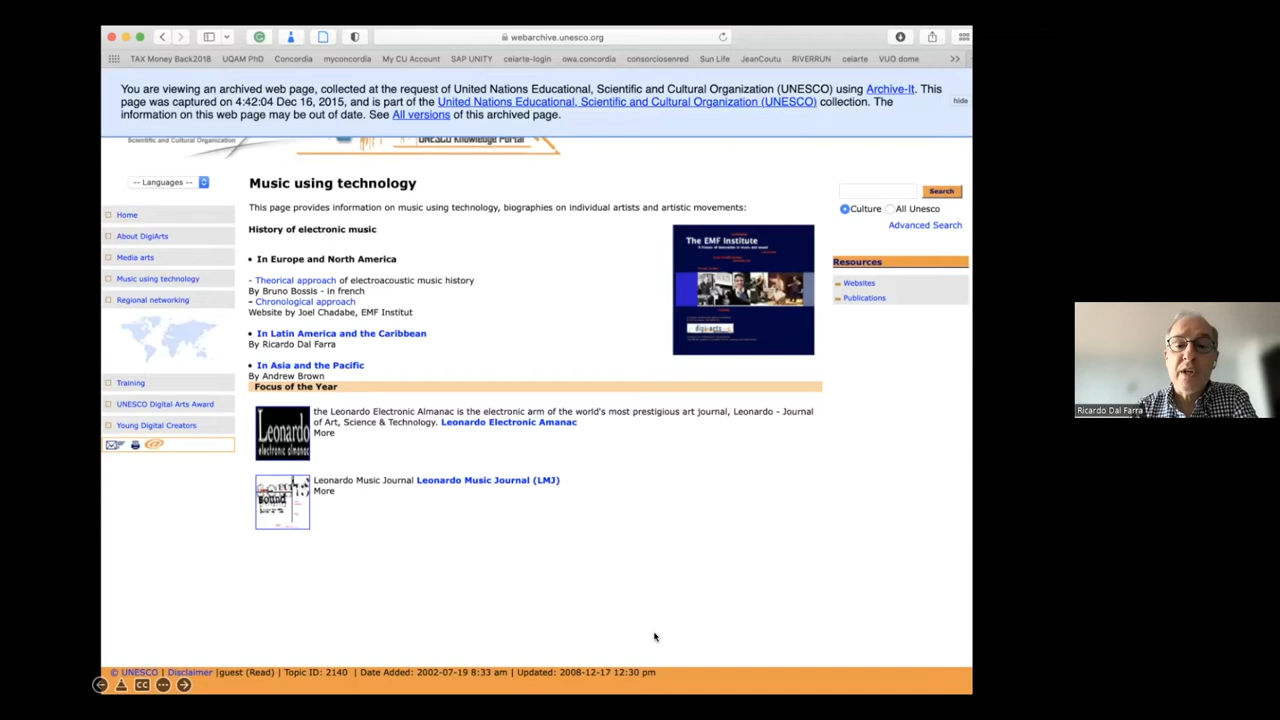 webarchive.unesco.org
TAX Money Back2018 UQAM PhD Concordia myconcordia My CU Account SAP UNITY ceiarte-login owa.concordia consorciosenred Sun Life JeanCoutu RIVERRUN ceiarte VUO dome
You are viewing an archived web page, collected at the request of United Nations Educational, Scientific and Cultural Organization (UNESCO) using Archive-It. This
page was captured on 4:42:04 Dec 16, 2015, and is part of the United Nations Educational, Scientific and Cultural Organization (UNESCO) collection. The
information on this web page may be out of date. See All versions of this archived page.
hide
Scientific and Cultural Organization
UNESCO Knowledge Portal
-- Languages --
Home
About DigiArts
Media arts
Music using technology
Regional networking
Training
UNESCO Digital Arts Award
Young Digital Creators
Music using technology
This page provides information on music using technology, biographies on individual artists and artistic movements:
History of electronic music
• In Europe and North America
- Theorical approach of electroacoustic music history
By Bruno Bossis - in french
- Chronological approach
Website by Joel Chadabe, EMF Institut
• In Latin America and the Caribbean
By Ricardo Dal Farra
• In Asia and the Pacific
By Andrew Brown
The EMF Institute
digi-arts
Focus of the Year
Leonardo
electronic almanac
the Leonardo Electronic Almanac is the electronic arm of the world's most prestigious art journal, Leonardo - Journal
of Art, Science & Technology. Leonardo Electronic Amanac
More
Leonardo Music Journal Leonardo Music Journal (LMJ)
More
Search
Culture All Unesco
Advanced Search
Resources
Websites
Publications
© UNESCO | Disclaimer |guest (Read) | Topic ID: 2140 | Date Added: 2002-07-19 8:33 am | Updated: 2008-12-17 12:30 pm
CC
Ricardo Dal Farra